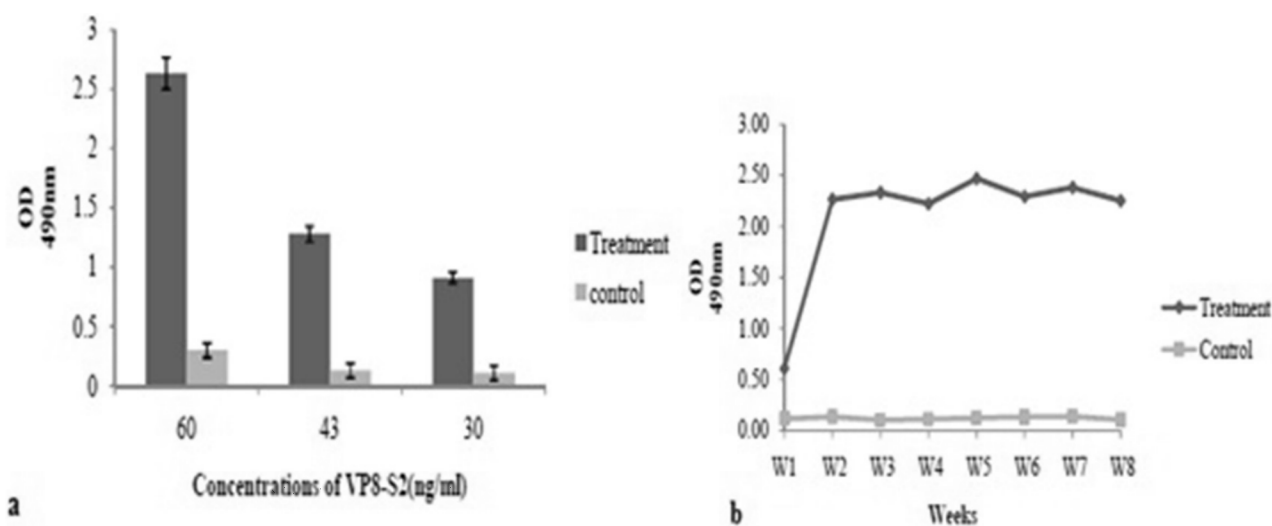 3
2.5
2
1.5
1
0.5
0
OD
490nm
60 43 30
Concentrations of VP8-S2(ng/ml)
Treatment
control
a
3.00
2.50
2.00
1.50
1.00
0.50
0.00
OD
490nm
W1 W2 W3 W4 W5 W6 W7 W8
Weeks
Treatment
Control
b